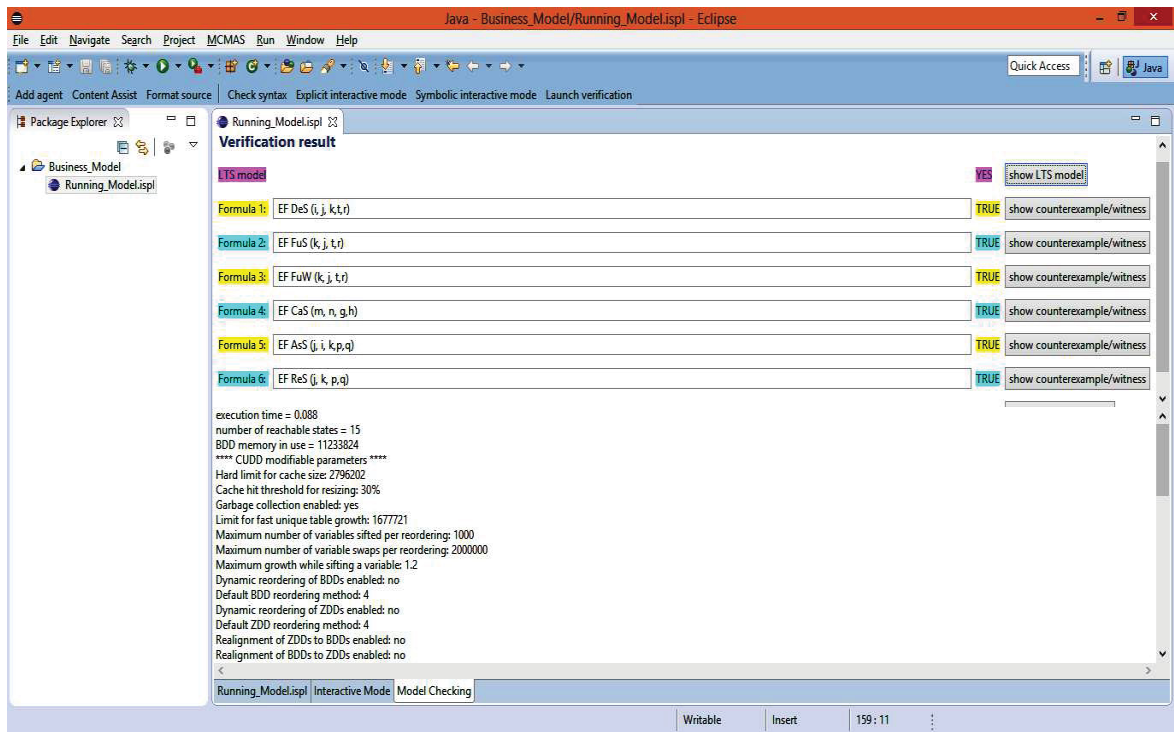 Java - Business_Model/Running_Model.ispl - Eclipse
File Edit Navigate Search Project MCMAS Run Window Help
Quick Access Java
Add agent Content Assist Format source Check syntax Explicit interactive mode Symbolic interactive mode Launch verification
Package Explorer
Running_Model.ispl
Business_Model
Running_Model.ispl
Verification result
LTS model YES show LTS model
Formula 1: EF DeS (i, j, k,t,r) TRUE show counterexample/witness
Formula 2: EF FuS (k, j, t,r) TRUE show counterexample/witness
Formula 3: EF FuW (k, j, t,r) TRUE show counterexample/witness
Formula 4: EF CaS (m, n, g,h) TRUE show counterexample/witness
Formula 5: EF AsS (j, i, k,p,q) TRUE show counterexample/witness
Formula 6: EF ReS (j, k, p,q) TRUE show counterexample/witness
execution time = 0.088
number of reachable states = 15
BDD memory in use = 11233824
**** CUDD modifiable parameters ****
Hard limit for cache size: 2796202
Cache hit threshold for resizing: 30%
Garbage collection enabled: yes
Limit for fast unique table growth: 1677721
Maximum number of variables sifted per reordering: 1000
Maximum number of variable swaps per reordering: 2000000
Maximum growth while sifting a variable: 1.2
Dynamic reordering of BDDs enabled: no
Default BDD reordering method: 4
Dynamic reordering of ZDDs enabled: no
Default ZDD reordering method: 4
Realignment of ZDDs to BDDs enabled: no
Realignment of BDDs to ZDDs enabled: no
Running_Model.ispl Interactive Mode Model Checking
Writable Insert 159 : 11